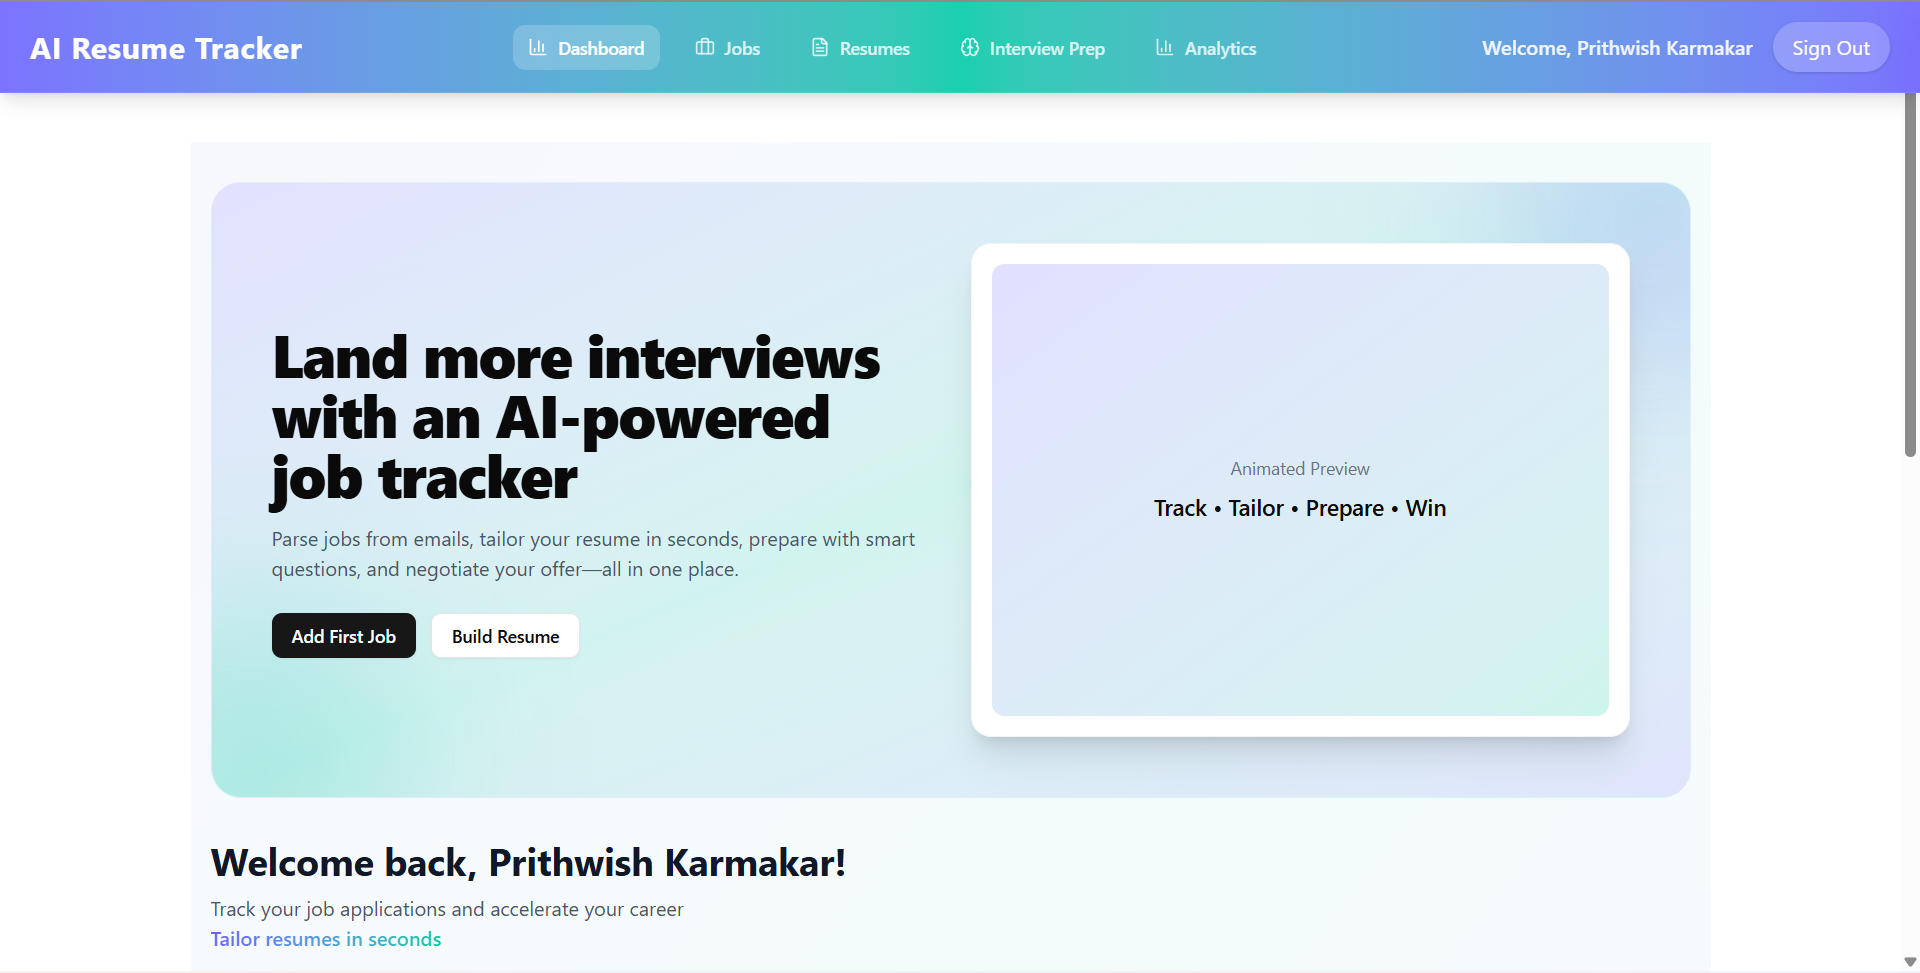 AI Resume Tracker
Dashboard
Jobs
Resumes
Interview Prep
Analytics
Welcome, Prithwish Karmakar
Sign Out
Land more interviews
with an AI-powered
job tracker
Parse jobs from emails, tailor your resume in seconds, prepare with smart
questions, and negotiate your offer—all in one place.
Add First Job
Build Resume
Animated Preview
Track • Tailor • Prepare • Win
Welcome back, Prithwish Karmakar!
Track your job applications and accelerate your career
Tailor resumes in seconds